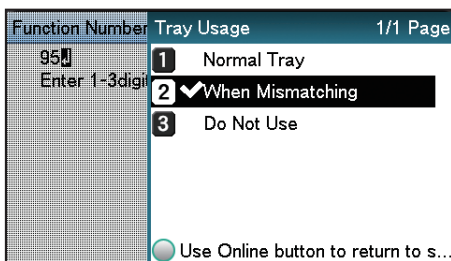 Function Number
95
Enter 1-3digi
Tray Usage 1/1 Page
1 Normal Tray
2 ✔When Mismatching
3 Do Not Use
Use Online button to return to s...